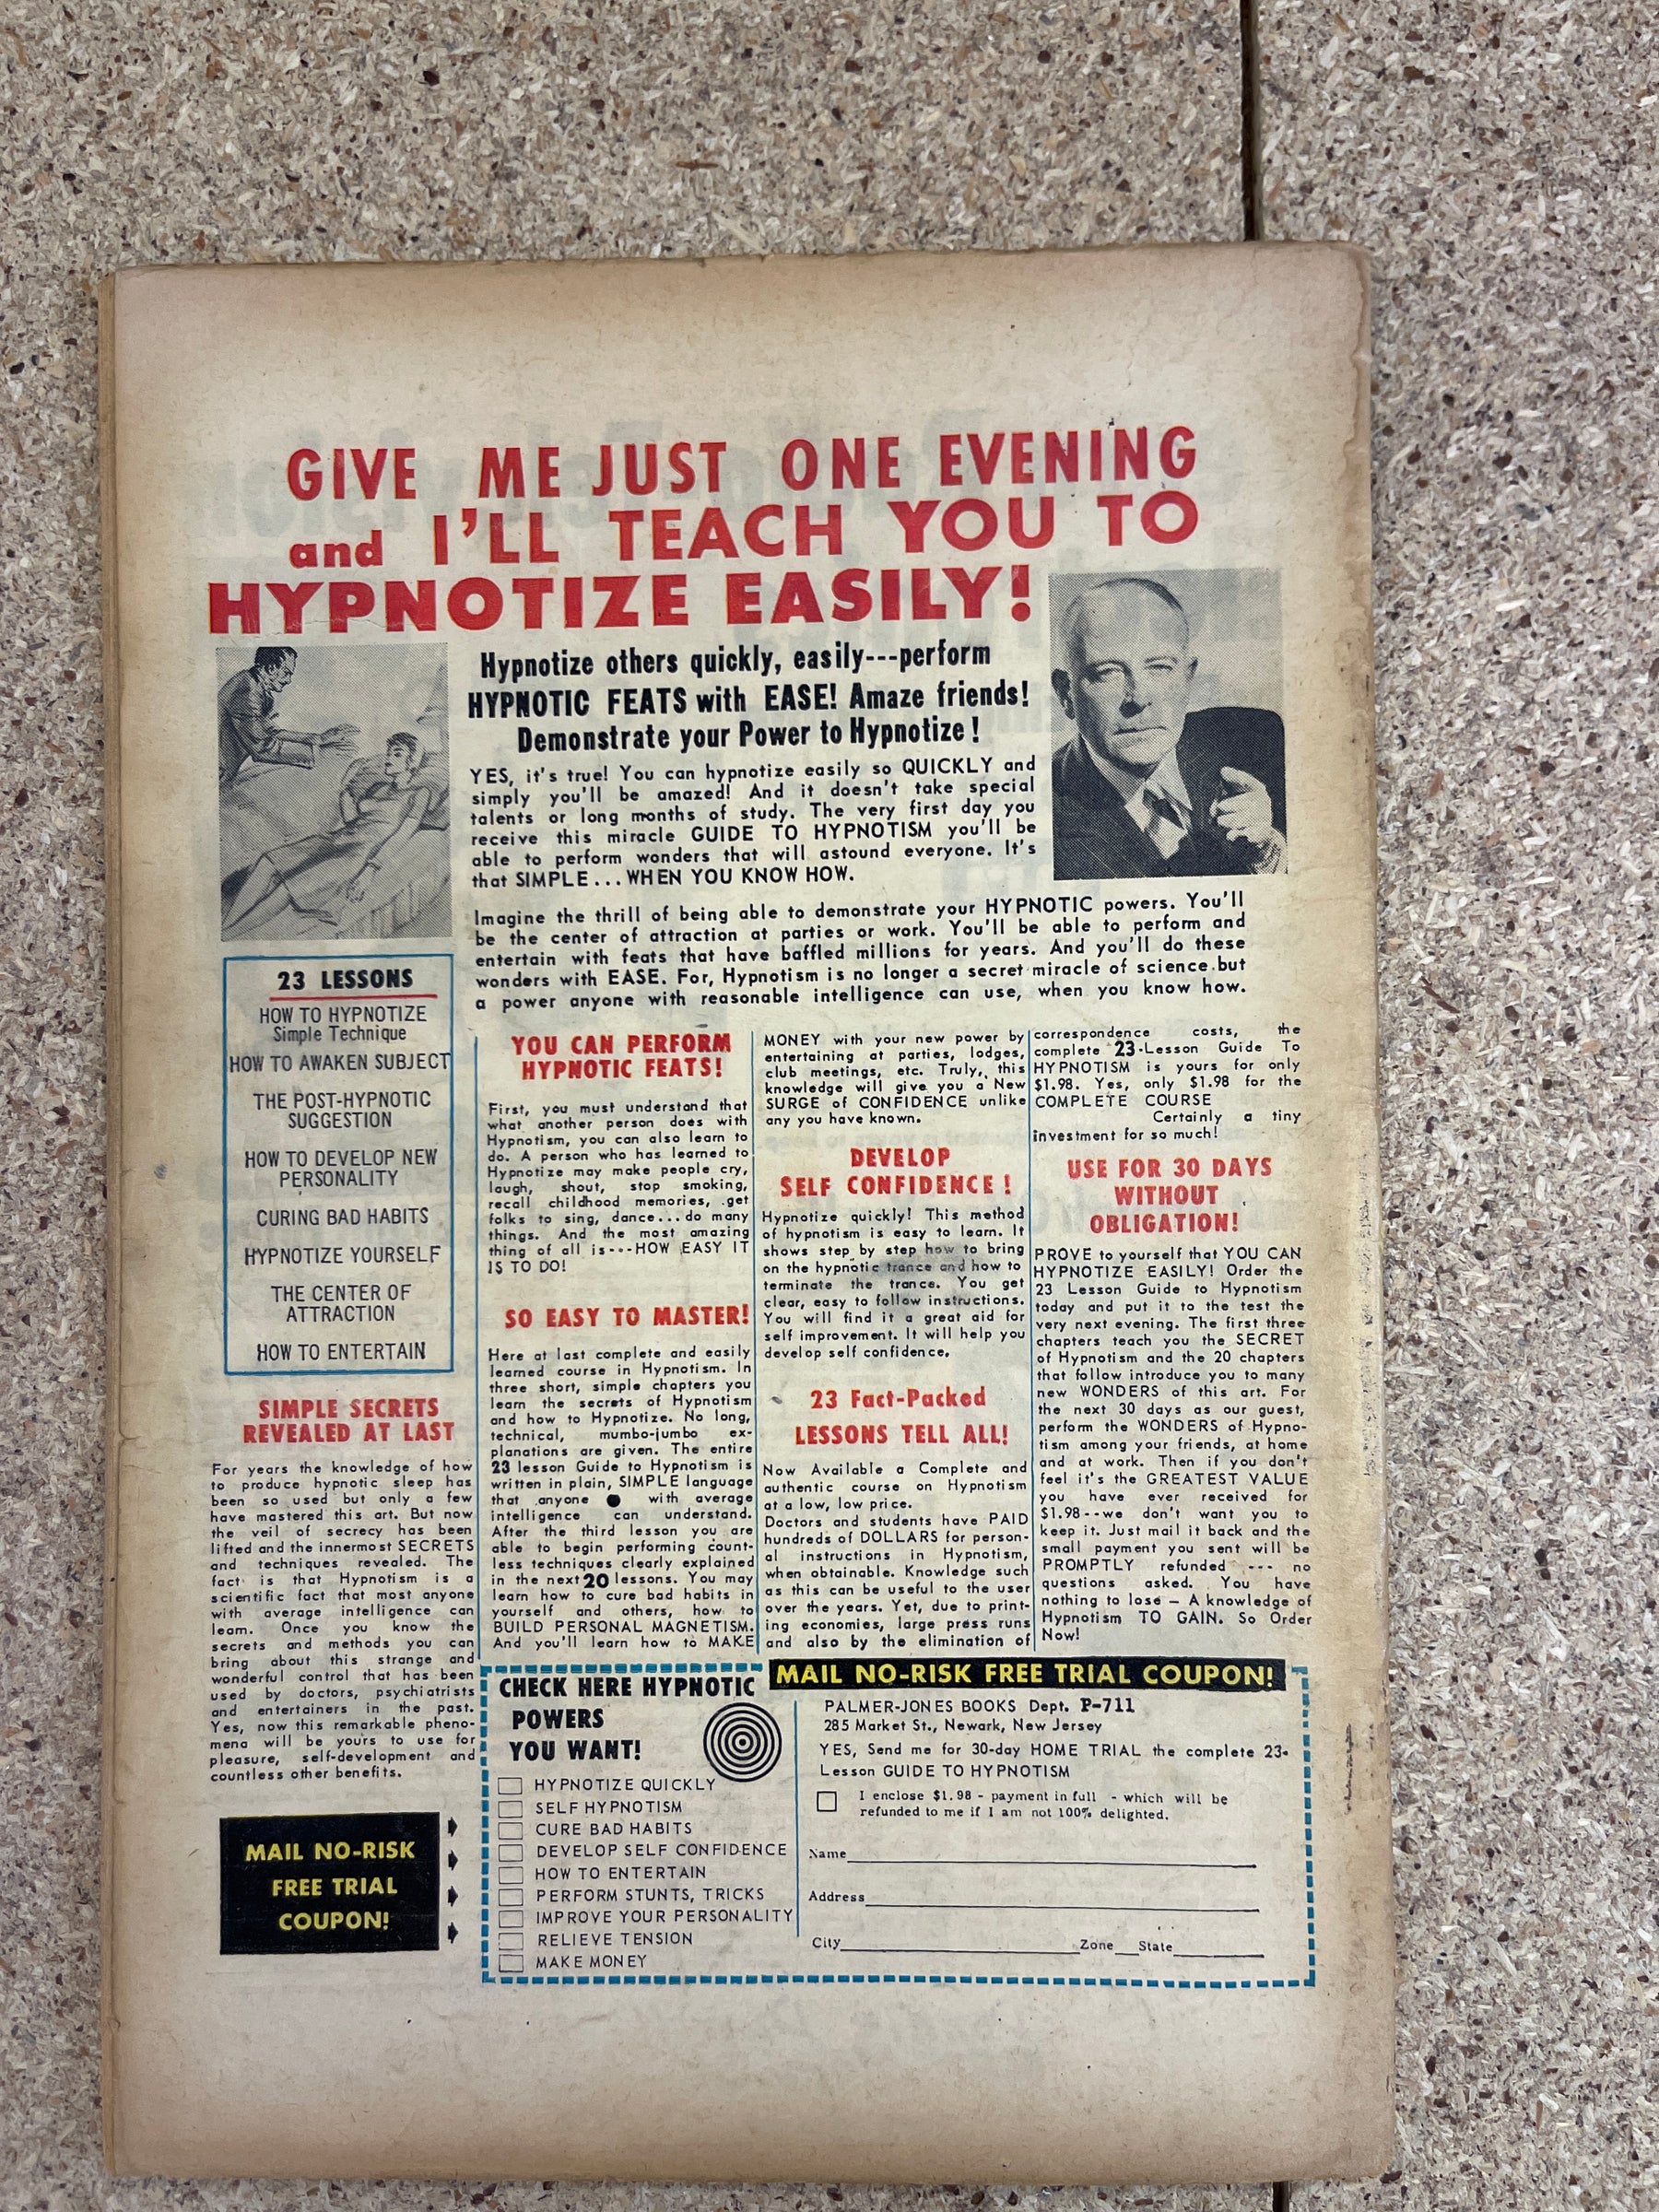 GIVE ME JUST ONE EVENING
and I'LL TEACH YOU TO
HYPNOTIZE EASILY!
Hypnotize others quickly, easily---perform
HYPNOTIC FEATS with EASE! Amaze friends!
Demonstrate your Power to Hypnotize!
YES, it's true! You can hypnotize easily so QUICKLY and
simply you'll be amazed! And it doesn't take special
talents or long months of study. The very first day you
receive this miracle GUIDE TO HYPNOTISM you'll be
able to perform wonders that will astound everyone. It's
that SIMPLE...WHEN YOU KNOW HOW.
Imagine the thrill of being able to demonstrate your HYPNOTIC powers. You'll
be the center of attraction at parties or work. You'll be able to perform and
entertain with feats that have baffled millions for years. And you'll do these
wonders with EASE. For, Hypnotism is no longer a secret miracle of science but
a power anyone with reasonable intelligence can use, when you know how.
23 LESSONS
HOW TO HYPNOTIZE
Simple Technique
HOW TO AWAKEN SUBJECT
THE POST-HYPNOTIC
SUGGESTION
HOW TO DEVELOP NEW
PERSONALITY
CURING BAD HABITS
HYPNOTIZE YOURSELF
THE CENTER OF
ATTRACTION
HOW TO ENTERTAIN
SIMPLE SECRETS
REVEALED AT LAST
For years the knowledge of how
to produce hypnotic sleep has
been so used but only a few
have mastered this art. But now
the veil of secrecy has been
lifted and the innermost SECRETS
and techniques revealed. The
fact is that Hypnotism is a
scientific fact that most anyone
with average intelligence can
learn. Once you know the
secrets and methods you can
bring about this strange and
wonderful control that has been
used by doctors, psychiatrists
and entertainers in the past.
Yes, now this remarkable pheno-
mena will be yours to use for
pleasure, self-development and
countless other benefits.
MAIL NO-RISK
FREE TRIAL
COUPON!
YOU CAN PERFORM
HYPNOTIC FEATS!
First, you must understand that
what another person does with
Hypnotism, you can also learn to
do. A person who has learned to
Hypnotize may make people cry,
laugh, shout, stop smoking,
recall childhood memories, get
folks to sing, dance...do many
things. And the most amazing
thing of all is---HOW EASY IT
IS TO DO!
SO EASY TO MASTER!
Here at last complete and easily
learned course in Hypnotism. In
three short, simple chapters you
learn the secrets of Hypnotism
and how to Hypnotize. No long,
technical, mumbo-jumbo ex-
planations are given. The entire
23 lesson Guide to Hypnotism is
written in plain, SIMPLE language
that anyone with average
intelligence can understand.
After the third lesson you are
able to begin performing count-
less techniques clearly explained
in the next 20 lessons. You may
learn how to cure bad habits in
yourself and others, how to
BUILD PERSONAL MAGNETISM.
And you'll learn how to MAKE
MONEY with your new power by
entertaining at parties, lodges,
club meetings, etc. Truly, this
knowledge will give you a New
SURGE of CONFIDENCE unlike
any you have known.
DEVELOP
SELF CONFIDENCE!
Hypnotize quickly! This method
of hypnotism is easy to learn. It
shows step by step how to bring
on the hypnotic trance and how to
terminate the trance. You get
clear, easy to follow instructions.
You will find it a great aid for
self improvement. It will help you
develop self confidence.
23 Fact-Packed
LESSONS TELL ALL!
Now Available a Complete and
authentic course on Hypnotism
at a low, low price.
Doctors and students have PAID
hundreds of DOLLARS for person-
al instructions in Hypnotism,
when obtainable. Knowledge such
as this can be useful to the user
over the years. Yet, due to print-
ing economies, large press runs
and also by the elimination of
correspondence costs, the
complete 23-Lesson Guide To
HYPNOTISM is yours for only
$1.98. Yes, only $1.98 for the
COMPLETE COURSE
Certainly a tiny
investment for so much!
USE FOR 30 DAYS
WITHOUT
OBLIGATION!
PROVE to yourself that YOU CAN
HYPNOTIZE EASILY! Order the
23 Lesson Guide to Hypnotism
today and put it to the test the
very next evening. The first three
chapters teach you the SECRET
of Hypnotism and the 20 chapters
that follow introduce you to many
new WONDERS of this art. For
the next 30 days as our guest,
perform the WONDERS of Hypno-
tism among your friends, at home
and at work. Then if you don't
feel it's the GREATEST VALUE
you have ever received for
$1.98--we don't want you to
keep it. Just mail it back and the
small payment you sent will be
PROMPTLY refunded --- no
questions asked. You have
nothing to lose — A knowledge of
Hypnotism TO GAIN. So Order
Now!
CHECK HERE HYPNOTIC
POWERS
YOU WANT!
HYPNOTIZE QUICKLY
SELF HYPNOTISM
CURE BAD HABITS
DEVELOP SELF CONFIDENCE
HOW TO ENTERTAIN
PERFORM STUNTS, TRICKS
IMPROVE YOUR PERSONALITY
RELIEVE TENSION
MAKE MONEY
MAIL NO-RISK FREE TRIAL COUPON!
PALMER-JONES BOOKS Dept. P-711
285 Market St., Newark, New Jersey
YES, Send me for 30-day HOME TRIAL the complete 23-
Lesson GUIDE TO HYPNOTISM
I enclose $1.98 - payment in full - which will be
refunded to me if I am not 100% delighted.
Name
Address
City Zone State